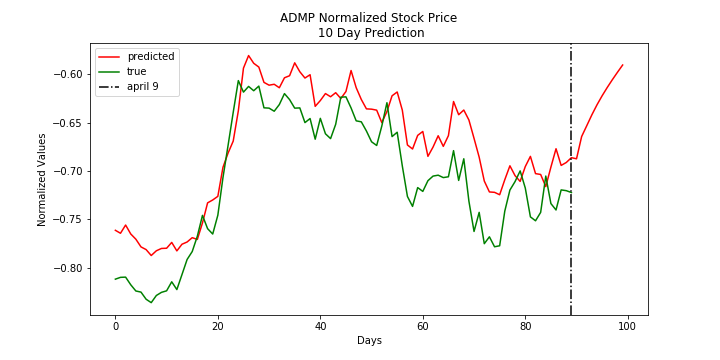 ADMP Normalized Stock Price
10 Day Prediction
predicted
true
april 9
Normalized Values
−0.60
−0.65
−0.70
−0.75
−0.80
0
20
40
60
80
100
Days